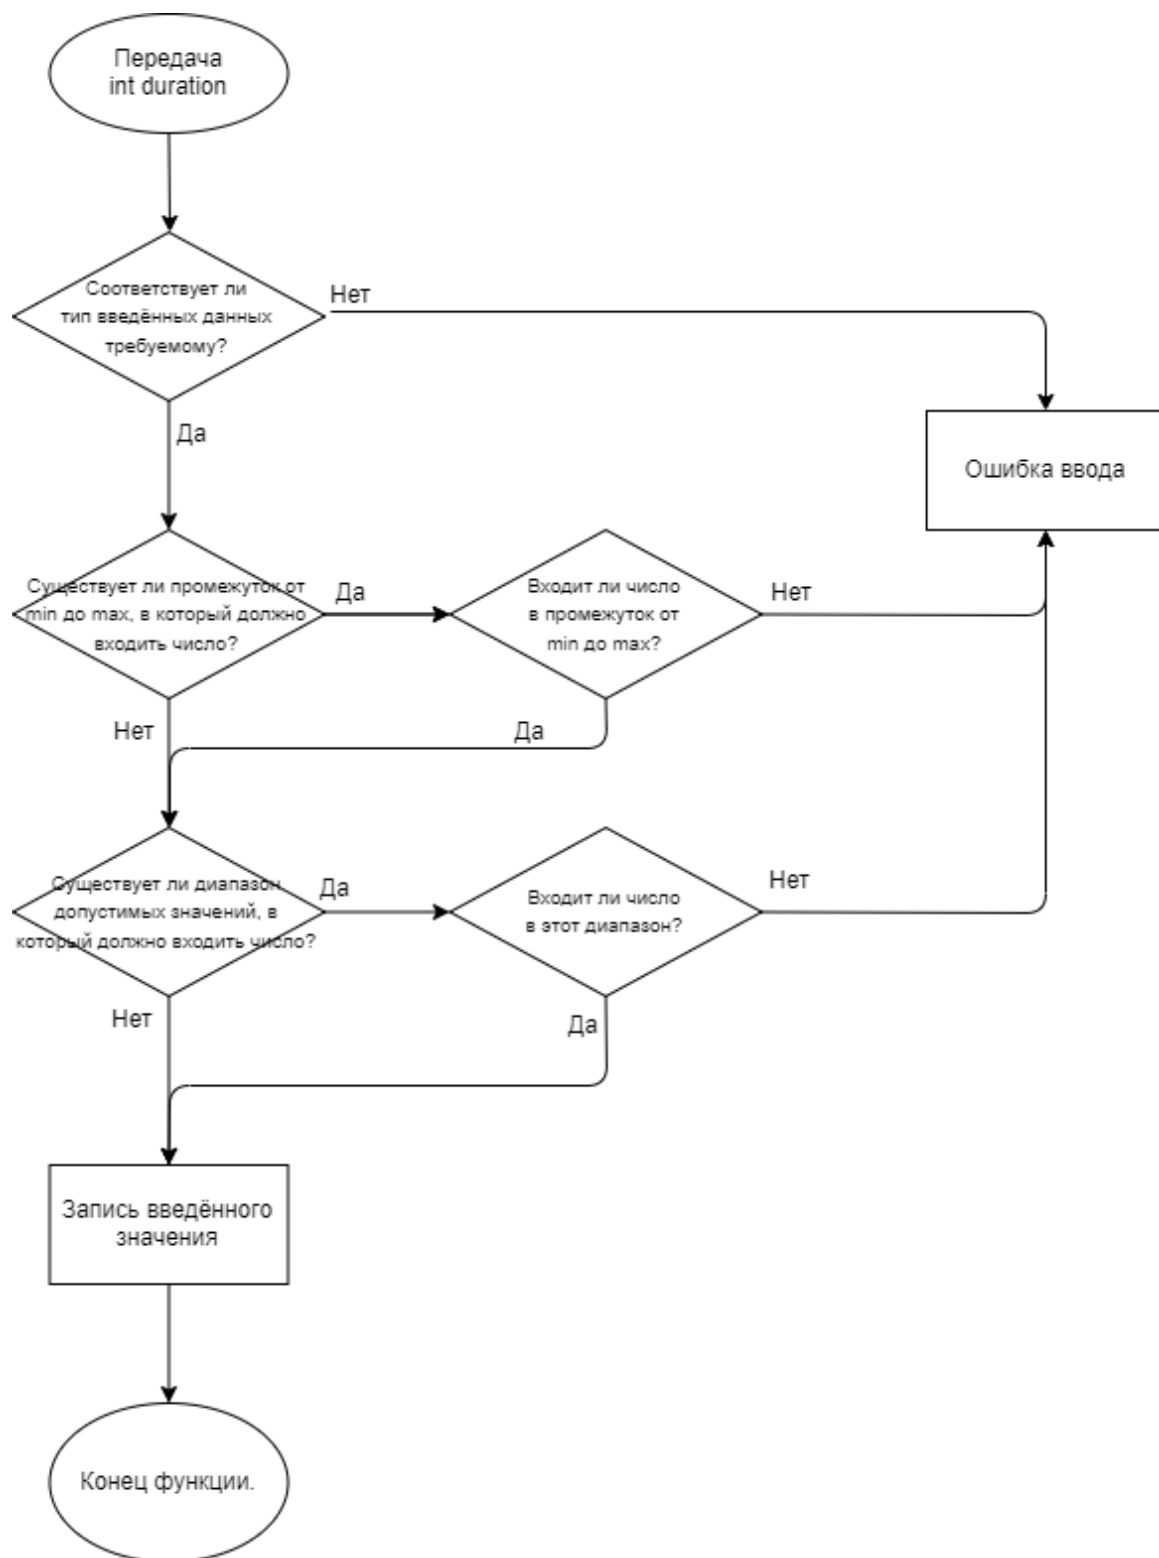 Передача
int duration
Соответствует ли
тип введённых данных
требуемому?
Нет
Да
Ошибка ввода
Существует ли промежуток от
min до max, в который должно
входить число?
Да
Входит ли число
в промежуток от
min до max?
Нет
Нет
Да
Существует ли диапазон
допустимых значений, в
который должно входить число?
Да
Входит ли число
в этот диапазон?
Нет
Нет
Да
Запись введённого
значения
Конец функции.